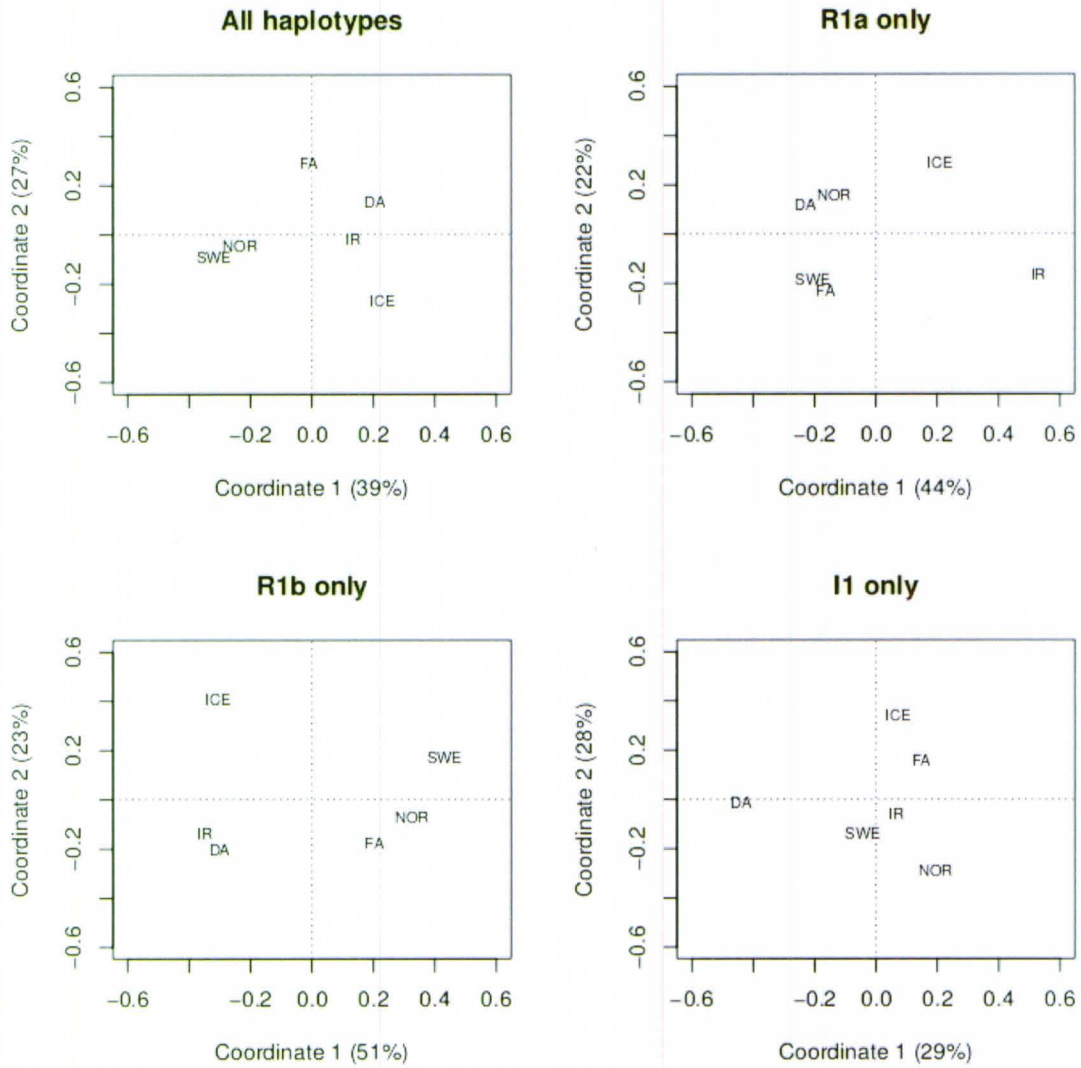 All haplotypes
Coordinate 2 (27%)
0.6
0.2
−0.2
−0.6
FA
DA
IR
NOR
SWE
ICE
−0.6 −0.2 0.0 0.2 0.4 0.6
Coordinate 1 (39%)
R1a only
Coordinate 2 (22%)
0.6
0.2
−0.2
−0.6
ICE
NOR
DA
SWE
FA
IR
−0.6 −0.2 0.0 0.2 0.4 0.6
Coordinate 1 (44%)
R1b only
Coordinate 2 (23%)
0.6
0.2
−0.2
−0.6
ICE
SWE
NOR
IR
FA
DA
−0.6 −0.2 0.0 0.2 0.4 0.6
Coordinate 1 (51%)
I1 only
Coordinate 2 (28%)
0.6
0.2
−0.2
−0.6
ICE
FA
DA
IR
SWE
NOR
−0.6 −0.2 0.0 0.2 0.4 0.6
Coordinate 1 (29%)